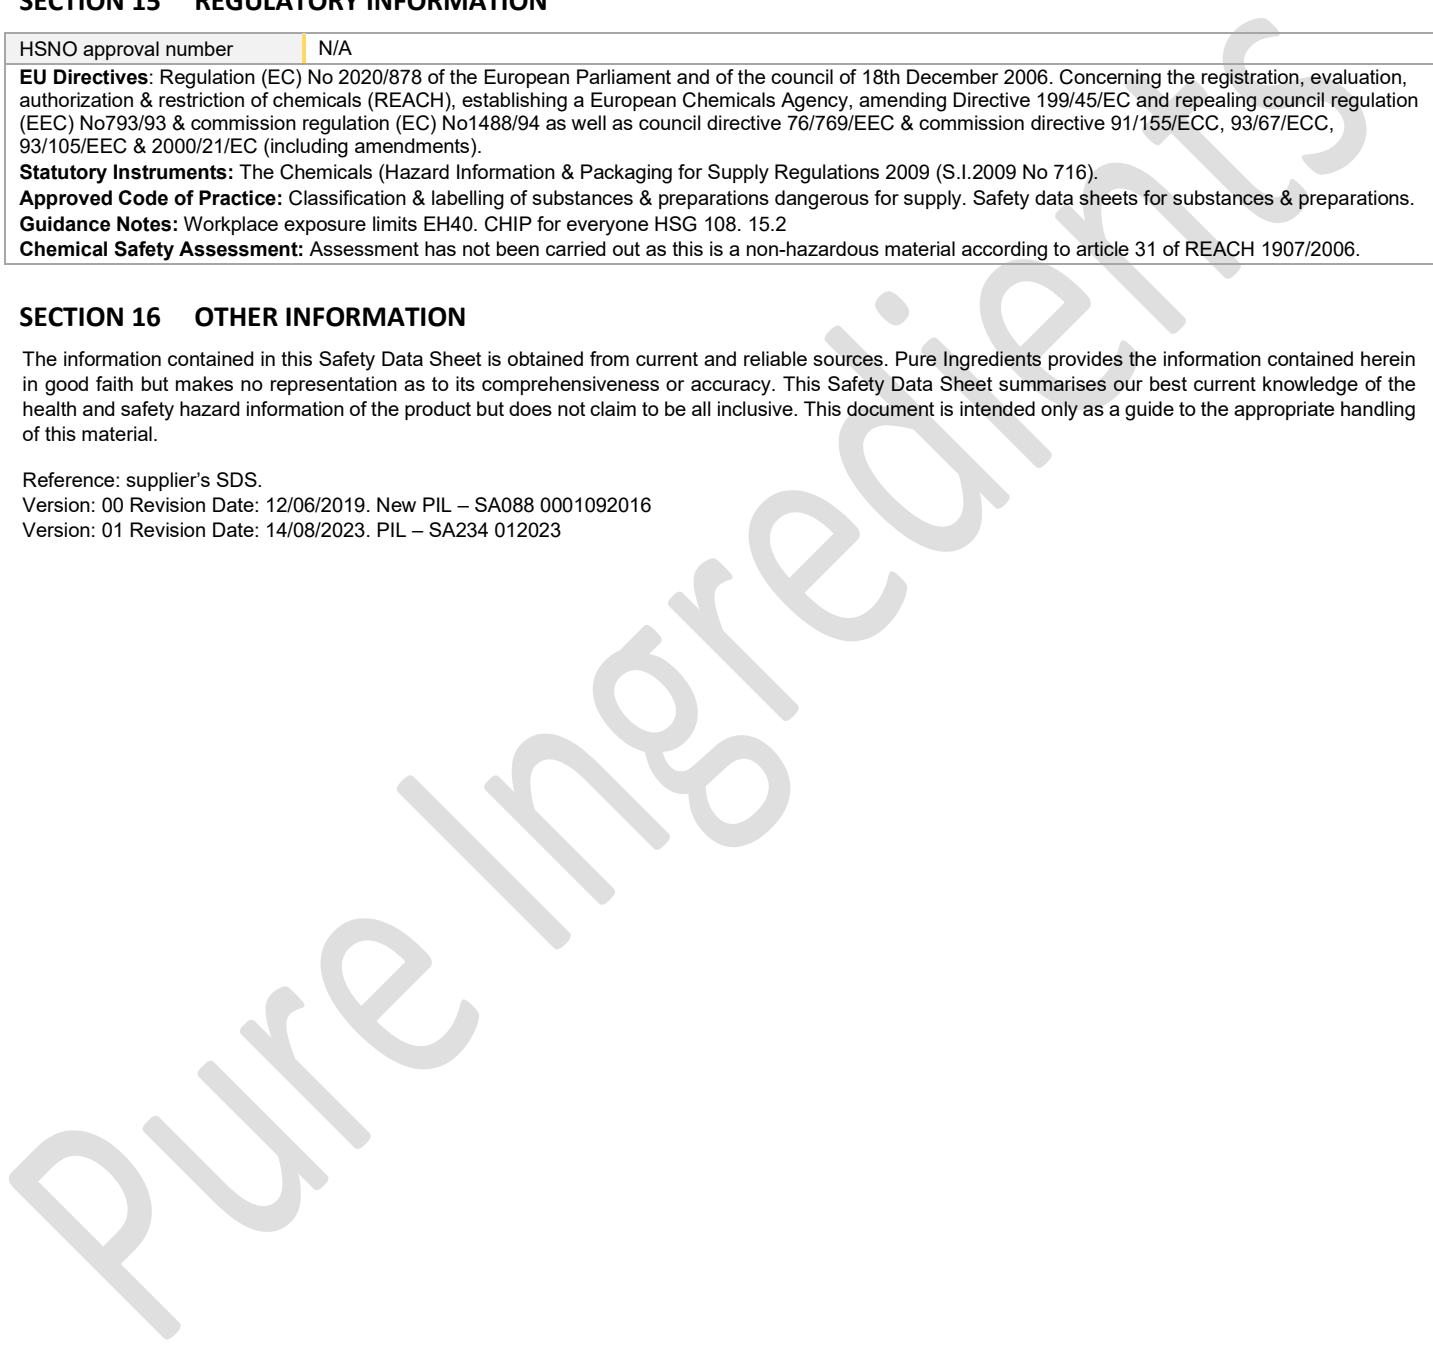 SECTION 15 REGULATORY INFORMATION
HSNO approval number N/A
EU Directives: Regulation (EC) No 2020/878 of the European Parliament and of the council of 18th December 2006. Concerning the registration, evaluation,
authorization & restriction of chemicals (REACH), establishing a European Chemicals Agency, amending Directive 199/45/EC and repealing council regulation
(EEC) No793/93 & commission regulation (EC) No1488/94 as well as council directive 76/769/EEC & commission directive 91/155/ECC, 93/67/ECC,
93/105/EEC & 2000/21/EC (including amendments).
Statutory Instruments: The Chemicals (Hazard Information & Packaging for Supply Regulations 2009 (S.I.2009 No 716).
Approved Code of Practice: Classification & labelling of substances & preparations dangerous for supply. Safety data sheets for substances & preparations.
Guidance Notes: Workplace exposure limits EH40. CHIP for everyone HSG 108. 15.2
Chemical Safety Assessment: Assessment has not been carried out as this is a non-hazardous material according to article 31 of REACH 1907/2006.
SECTION 16 OTHER INFORMATION
The information contained in this Safety Data Sheet is obtained from current and reliable sources. Pure Ingredients provides the information contained herein
in good faith but makes no representation as to its comprehensiveness or accuracy. This Safety Data Sheet summarises our best current knowledge of the
health and safety hazard information of the product but does not claim to be all inclusive. This document is intended only as a guide to the appropriate handling
of this material.
Reference: supplier’s SDS.
Version: 00 Revision Date: 12/06/2019. New PIL – SA088 0001092016
Version: 01 Revision Date: 14/08/2023. PIL – SA234 012023
Pure Ingredients